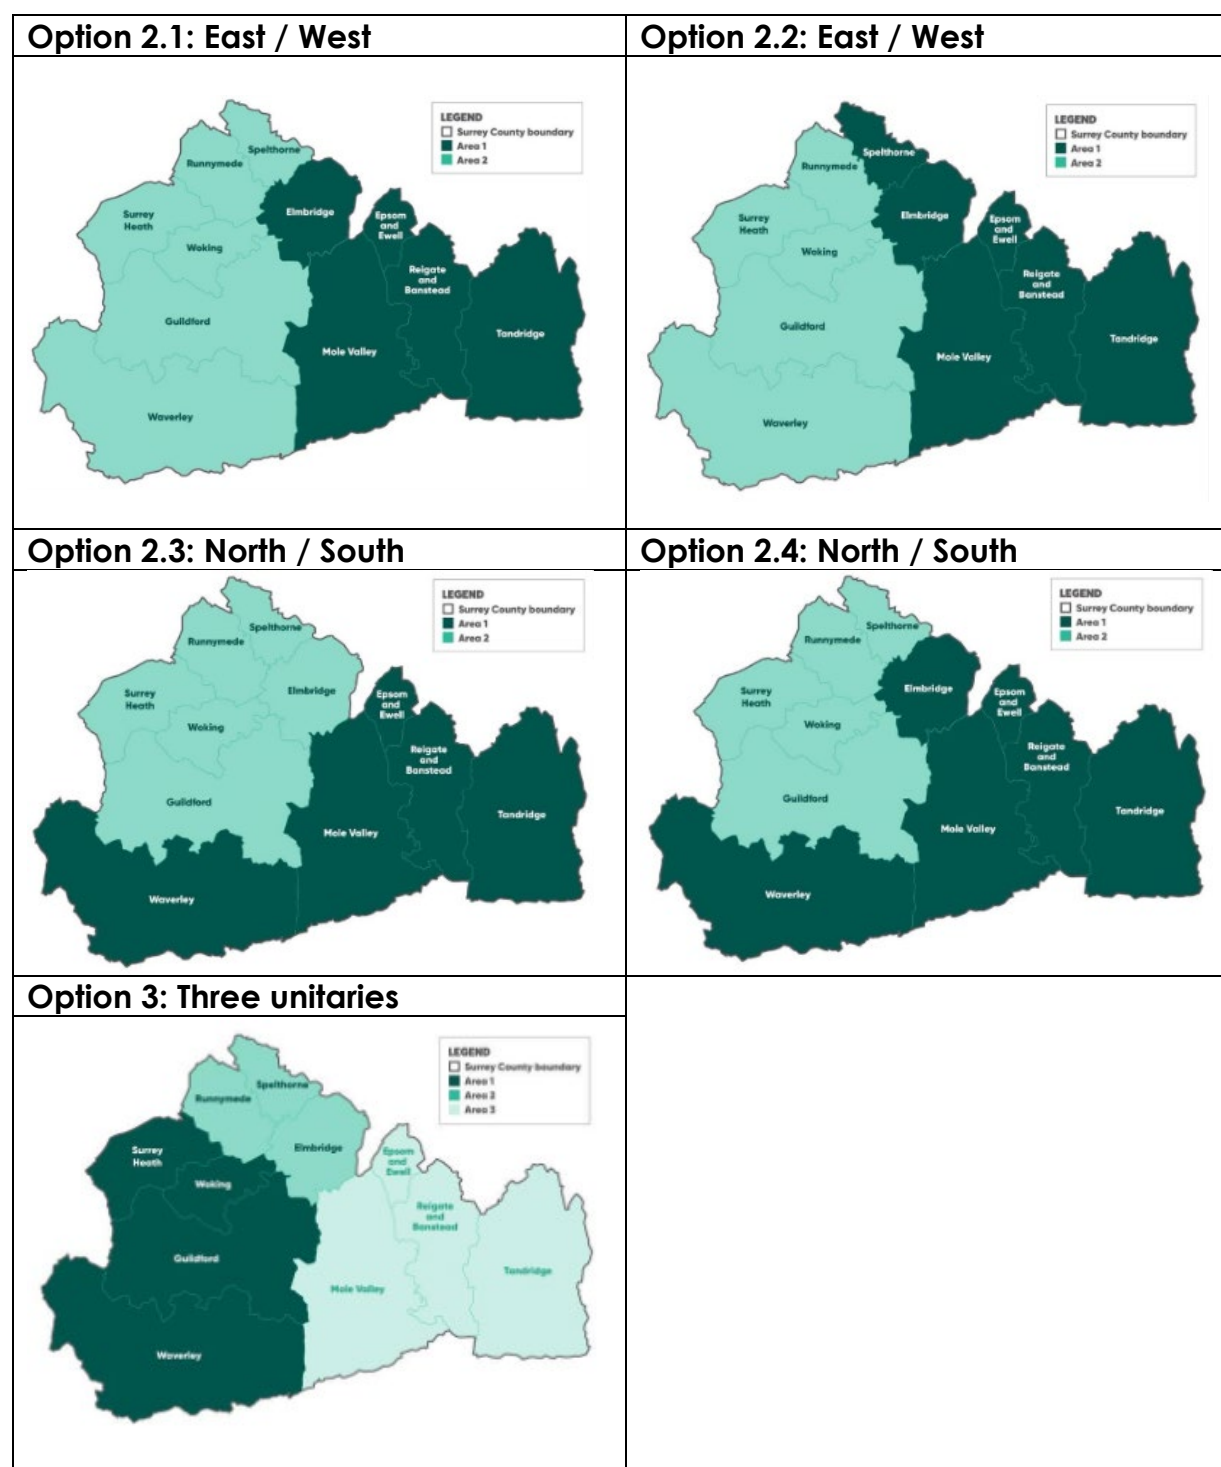 Option 2.1: East / West
LEGEND
Surrey County boundary
Area 1
Area 2
Spelthorne
Runnymede
Surrey
Heath
Elmbridge
Epsom
and
Ewell
Woking
Reigate
and
Banstead
Guildford
Tandridge
Mole Valley
Waverley
Option 2.2: East / West
LEGEND
Surrey County boundary
Area 1
Area 2
Spelthorne
Runnymede
Surrey
Heath
Elmbridge
Epsom
and
Ewell
Woking
Reigate
and
Banstead
Guildford
Tandridge
Mole Valley
Waverley
Option 2.3: North / South
LEGEND
Surrey County boundary
Area 1
Area 2
Spelthorne
Runnymede
Surrey
Heath
Elmbridge
Epsom
and
Ewell
Woking
Reigate
and
Banstead
Guildford
Tandridge
Mole Valley
Waverley
Option 2.4: North / South
LEGEND
Surrey County boundary
Area 1
Area 2
Spelthorne
Runnymede
Surrey
Heath
Elmbridge
Epsom
and
Ewell
Woking
Reigate
and
Banstead
Guildford
Tandridge
Mole Valley
Waverley
Option 3: Three unitaries
LEGEND
Surrey County boundary
Area 1
Area 2
Area 3
Spelthorne
Runnymede
Surrey
Heath
Elmbridge
Epsom
and
Ewell
Woking
Reigate
and
Banstead
Guildford
Tandridge
Mole Valley
Waverley